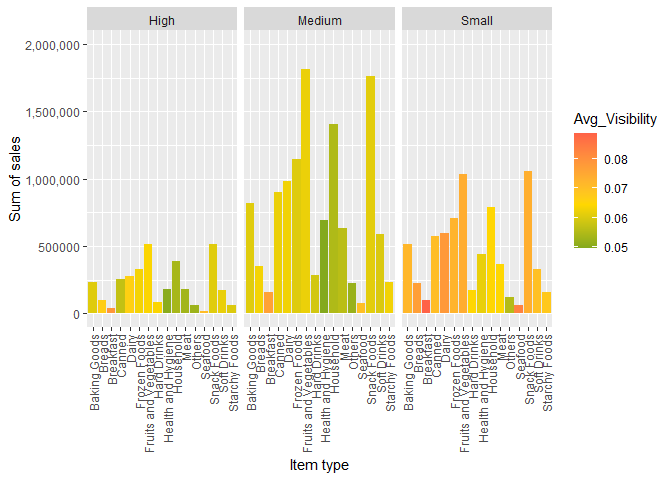 High
Medium
Small
Sum of sales
2,000,000
1,500,000
1,000,000
500000
0
Baking Goods
Breads
Breakfast
Canned
Dairy
Frozen Foods
Fruits and Vegetables
Hard Drinks
Health and Hygiene
Household
Meat
Others
Seafood
Snack Foods
Soft Drinks
Starchy Foods
Baking Goods
Breads
Breakfast
Canned
Dairy
Frozen Foods
Fruits and Vegetables
Hard Drinks
Health and Hygiene
Household
Meat
Others
Seafood
Snack Foods
Soft Drinks
Starchy Foods
Baking Goods
Breads
Breakfast
Canned
Dairy
Frozen Foods
Fruits and Vegetables
Hard Drinks
Health and Hygiene
Household
Meat
Others
Seafood
Snack Foods
Soft Drinks
Starchy Foods
Item type
Avg_Visibility
0.08
0.07
0.06
0.05